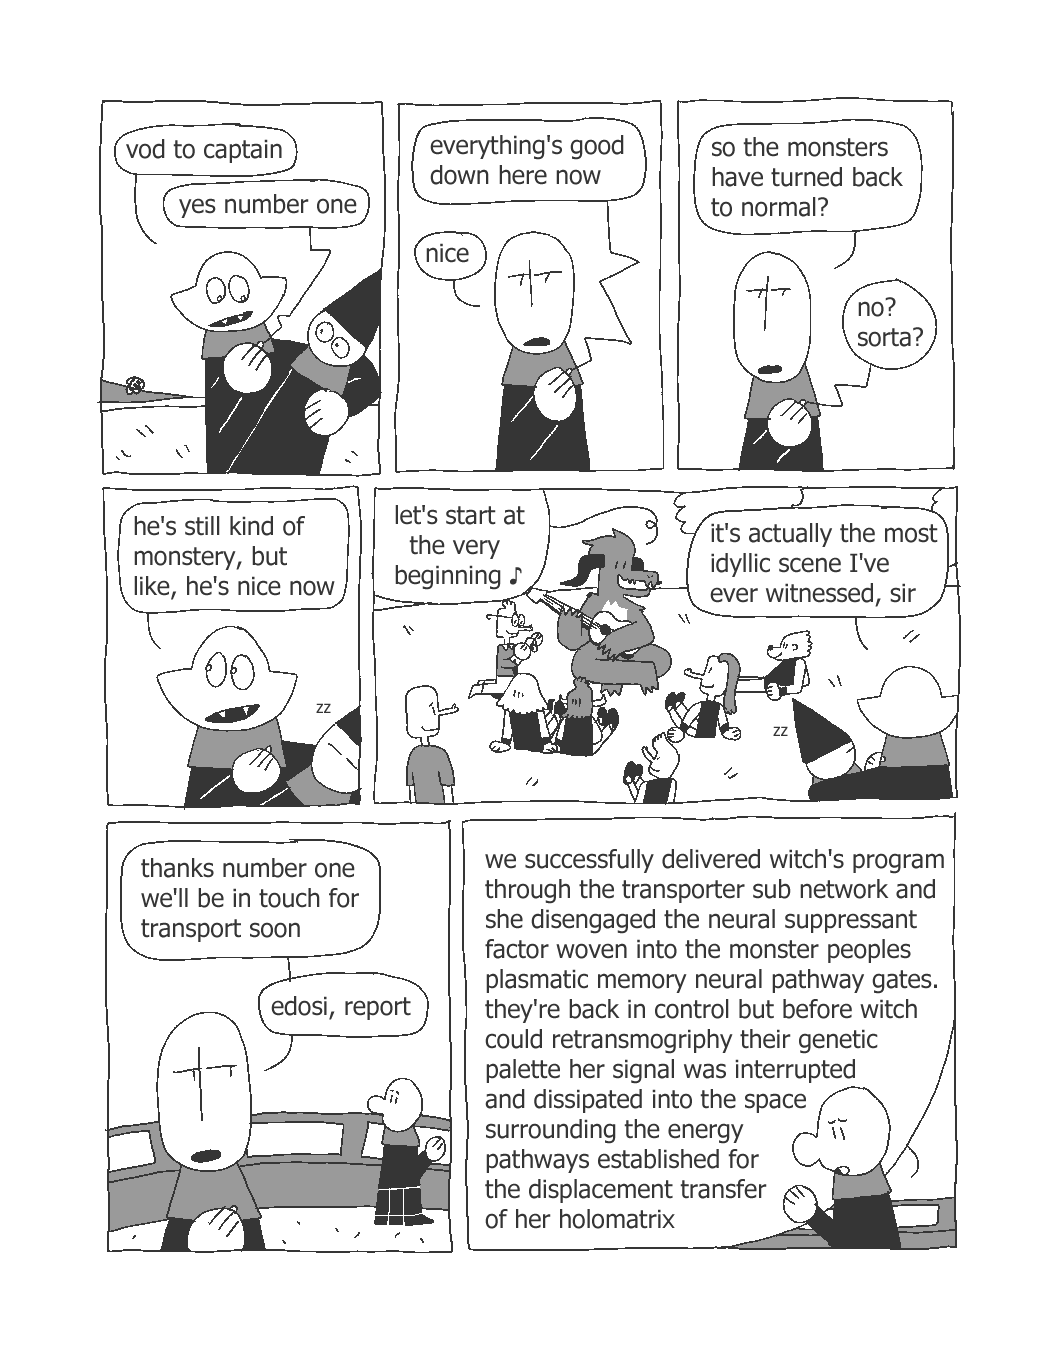 vod to captain
yes number one
everything's good
down here now
nice
so the monsters
have turned back
to normal?
no?
sorta?
he's still kind of
monstery, but
like, he's nice now
zz
let's start at
the very
beginning ♪
it's actually the most
idyllic scene I've
ever witnessed, sir
zz
thanks number one
we'll be in touch for
transport soon
edosi, report
we successfully delivered witch's program
through the transporter sub network and
she disengaged the neural suppressant
factor woven into the monster peoples
plasmatic memory neural pathway gates.
they're back in control but before witch
could retransmogriphy their genetic
palette her signal was interrupted
and dissipated into the space
surrounding the energy
pathways established for
the displacement transfer
of her holomatrix